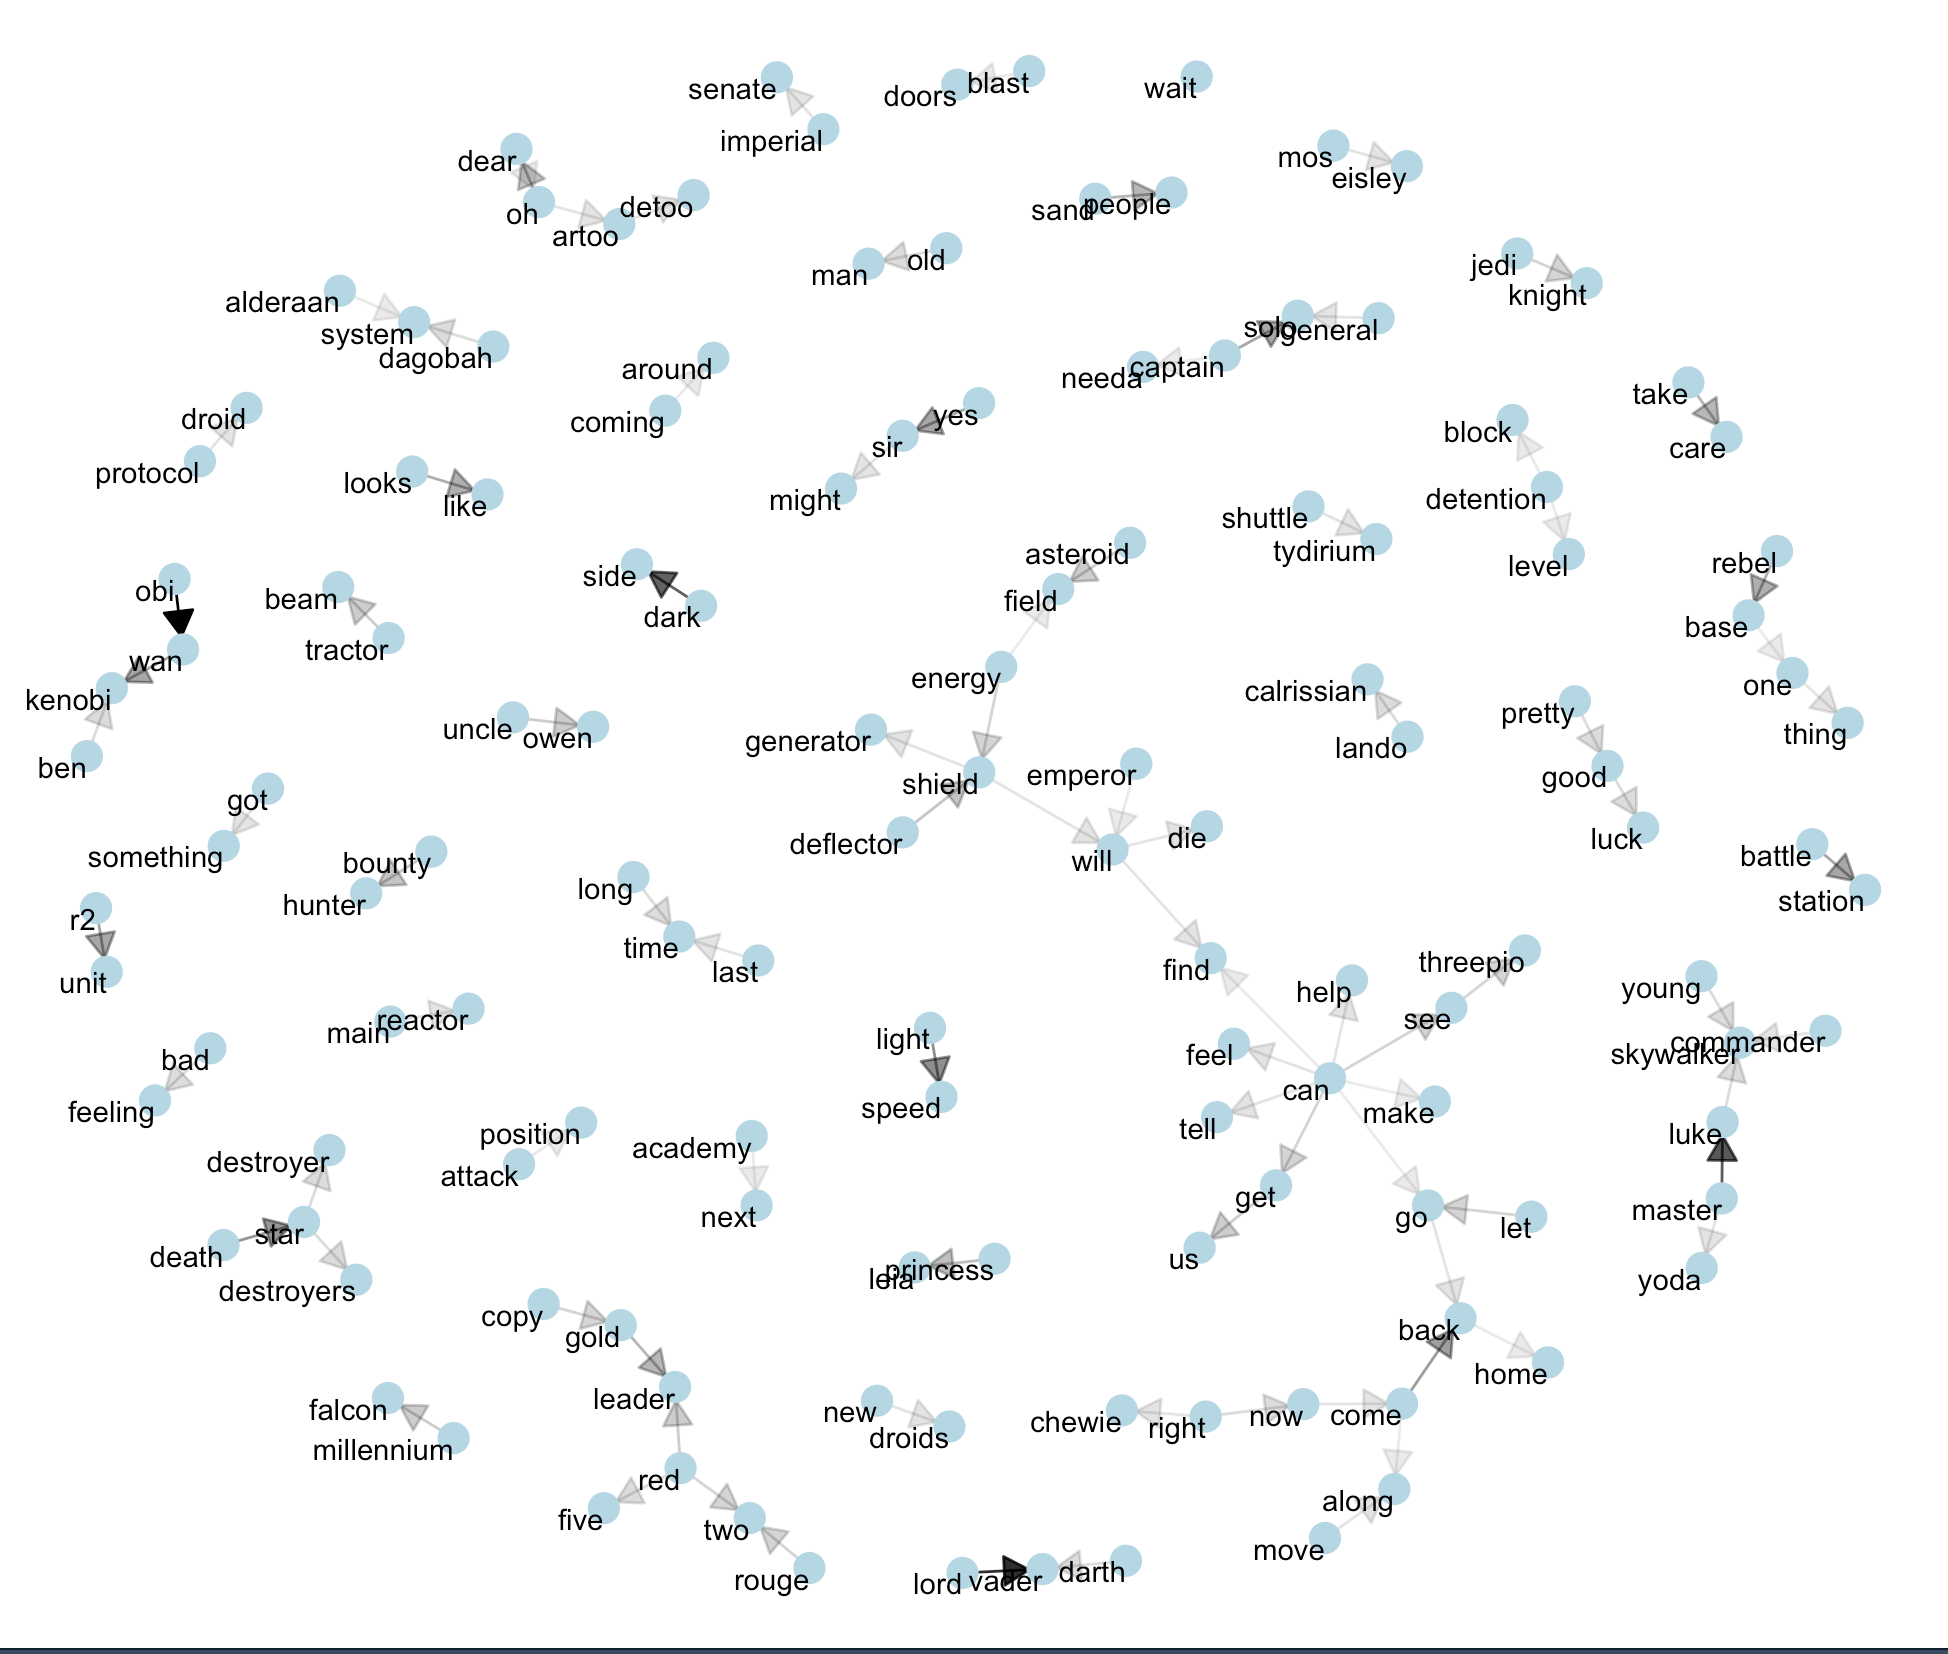 senate
doors
blast
wait
imperial
dear
mos
eisley
oh
artoo
detoo
sand
people
man
old
jedi
knight
alderaan
system
dagobah
solo
general
needa
captain
around
coming
take
care
droid
protocol
yes
sir
might
block
detention
level
looks
like
shuttle
tydirium
asteroid
field
side
dark
rebel
base
one
thing
obi
wan
kenobi
ben
beam
tractor
energy
generator
shield
deflector
calrissian
lando
pretty
good
luck
uncle
owen
emperor
die
will
got
something
bounty
hunter
battle
station
long
time
last
r2
unit
find
help
threepio
see
young
commander
skywalker
main
reactor
light
speed
feel
can
make
tell
bad
feeling
luke
master
yoda
destroyer
star
death
destroyers
position
attack
academy
next
get
us
go
let
leia
princess
back
home
copy
gold
leader
falcon
millennium
new
droids
chewie
right
now
come
red
five
two
rouge
along
move
lord
vader
darth